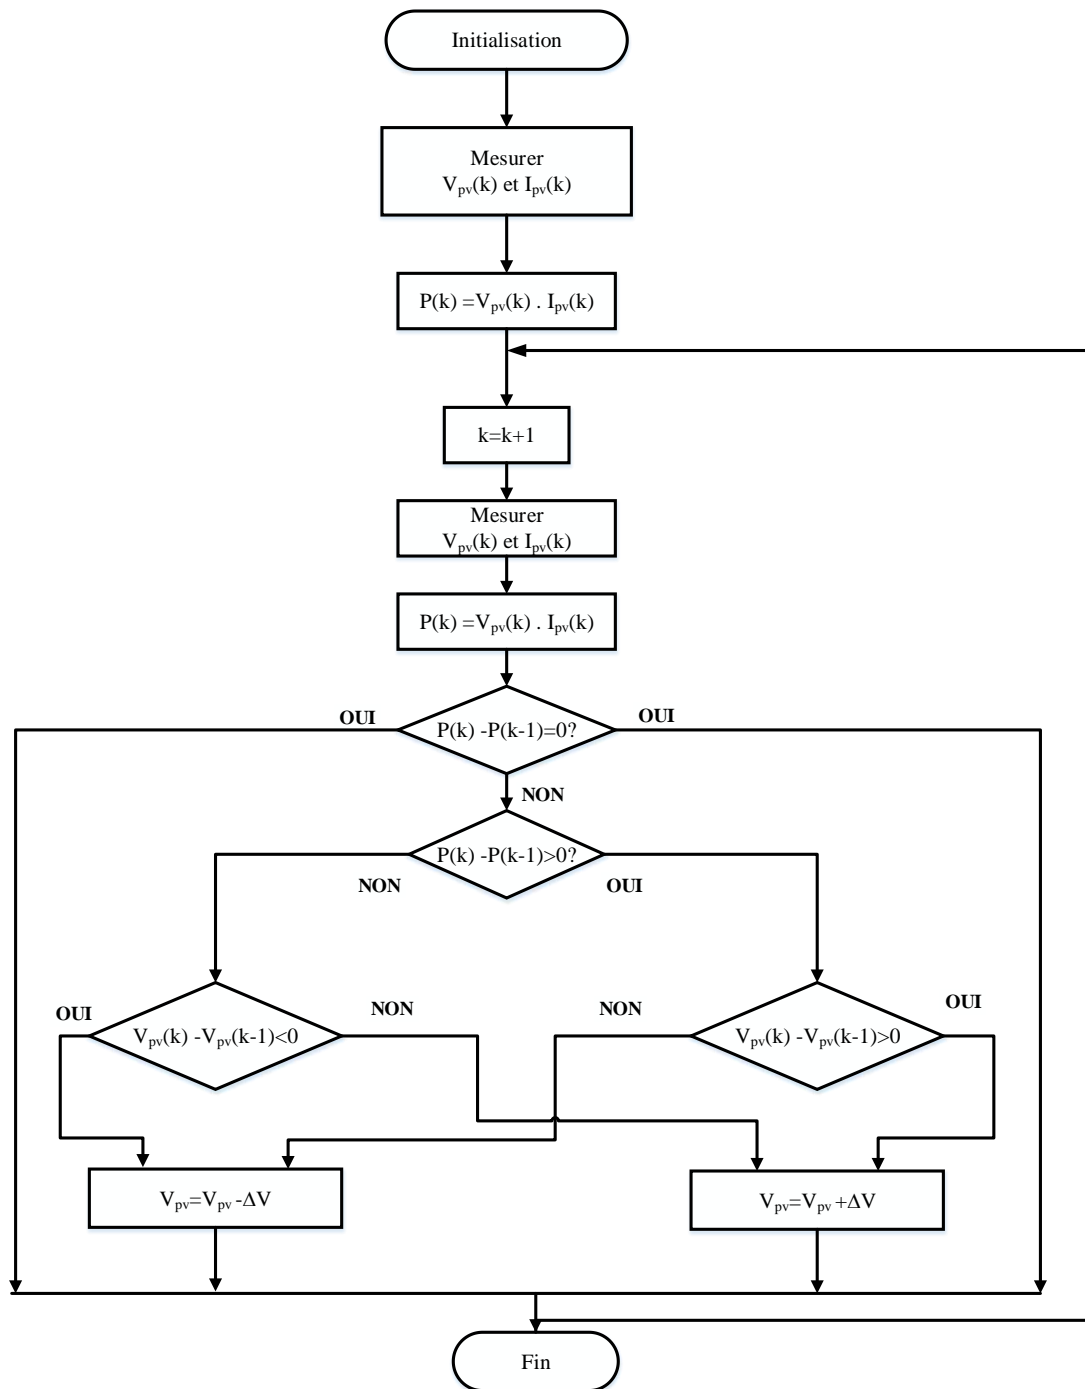 Initialisation
Mesurer
Vpv(k) et Ipv(k)
P(k) =Vpv(k) . Ipv(k)
k=k+1
Mesurer
Vpv(k) et Ipv(k)
P(k) =Vpv(k) . Ipv(k)
OUI
P(k) -P(k-1)=0?
OUI
NON
P(k) -P(k-1)>0?
NON
OUI
OUI
Vpv(k) -Vpv(k-1)<0
NON
NON
Vpv(k) -Vpv(k-1)>0
OUI
Vpv=Vpv -ΔV
Vpv=Vpv +ΔV
Fin